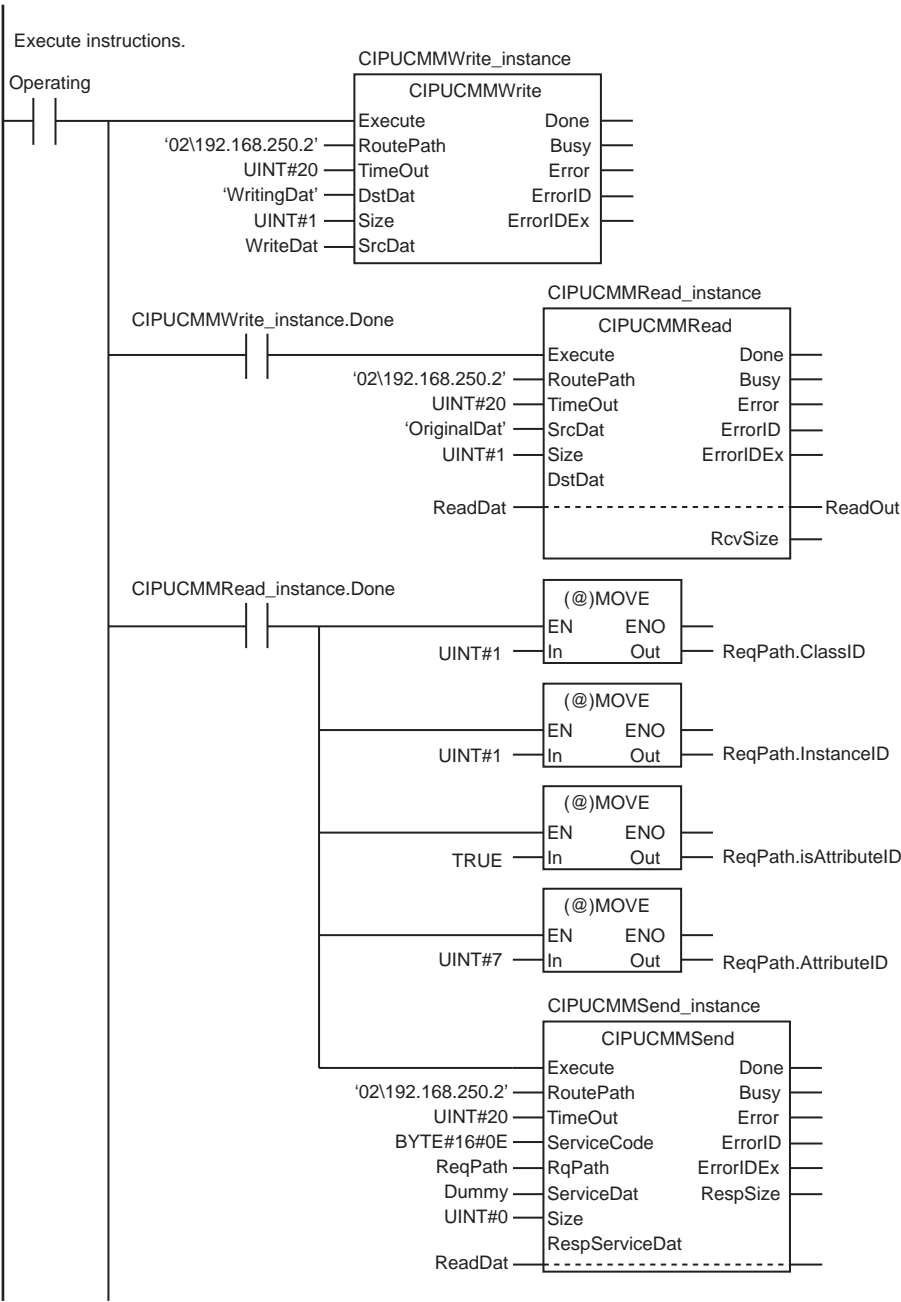 Execute instructions.
CIPUCMMWrite_instance
Operating
CIPUCMMWrite
Execute Done
‘02\192.168.250.2’ RoutePath Busy
UINT#20 TimeOut Error
‘WritingDat’ DstDat ErrorID
UINT#1 Size ErrorIDEx
WriteDat SrcDat
CIPUCMMRead_instance
CIPUCMMWrite_instance.Done
CIPUCMMRead
Execute Done
‘02\192.168.250.2’ RoutePath Busy
UINT#20 TimeOut Error
‘OriginalDat’ SrcDat ErrorID
UINT#1 Size ErrorIDEx
DstDat
ReadDat ReadOut
RcvSize
CIPUCMMRead_instance.Done
(@)MOVE
EN ENO
UINT#1 In Out ReqPath.ClassID
(@)MOVE
EN ENO
UINT#1 In Out ReqPath.InstanceID
(@)MOVE
EN ENO
TRUE In Out ReqPath.isAttributeID
(@)MOVE
EN ENO
UINT#7 In Out ReqPath.AttributeID
CIPUCMMSend_instance
CIPUCMMSend
Execute Done
‘02\192.168.250.2’ RoutePath Busy
UINT#20 TimeOut Error
BYTE#16#0E ServiceCode ErrorID
ReqPath RqPath ErrorIDEx
Dummy ServiceDat RespSize
UINT#0 Size
RespServiceDat
ReadDat